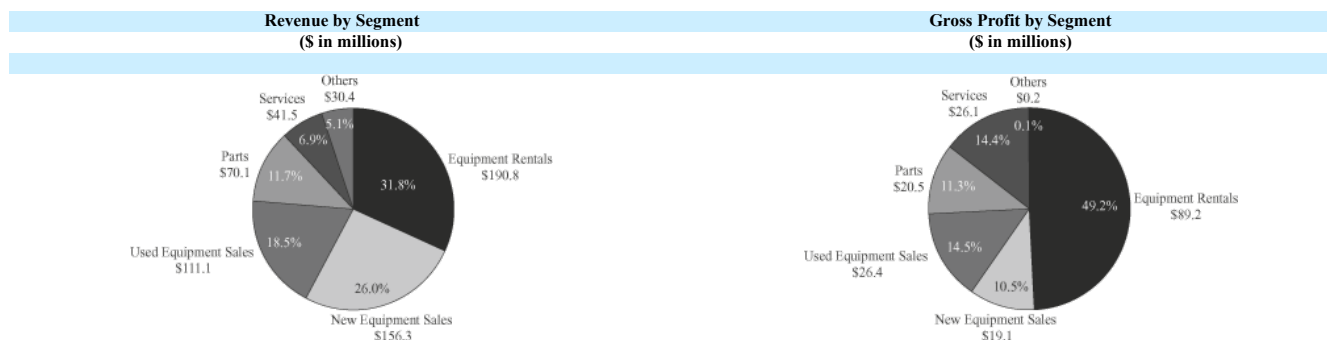 Revenue by Segment
($ in millions)
Others
$30.4
Services
$41.5
5.1%
6.9%
Parts
$70.1
11.7%
Equipment Rentals
$190.8
31.8%
18.5%
Used Equipment Sales
$111.1
26.0%
New Equipment Sales
$156.3
Gross Profit by Segment
($ in millions)
Others
$0.2
Services
$26.1
0.1%
14.4%
Parts
$20.5
11.3%
Equipment Rentals
$89.2
49.2%
14.5%
Used Equipment Sales
$26.4
10.5%
New Equipment Sales
$19.1